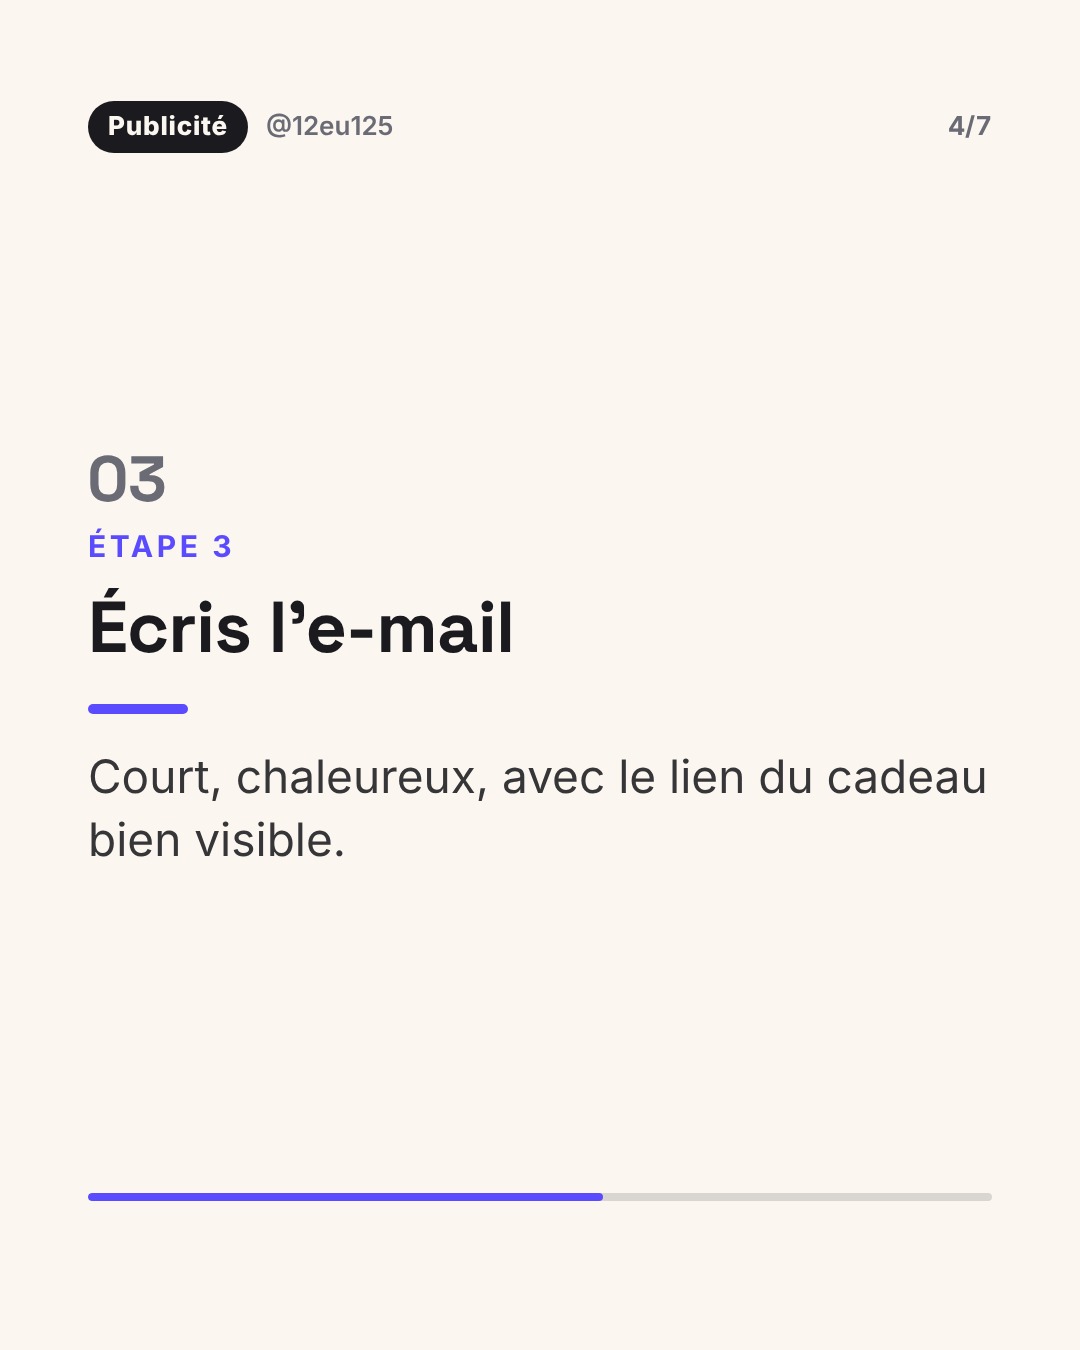 Publicité @12eu125 4/7
03
ÉTAPE 3
Écris l’e-mail
Court, chaleureux, avec le lien du cadeau
bien visible.